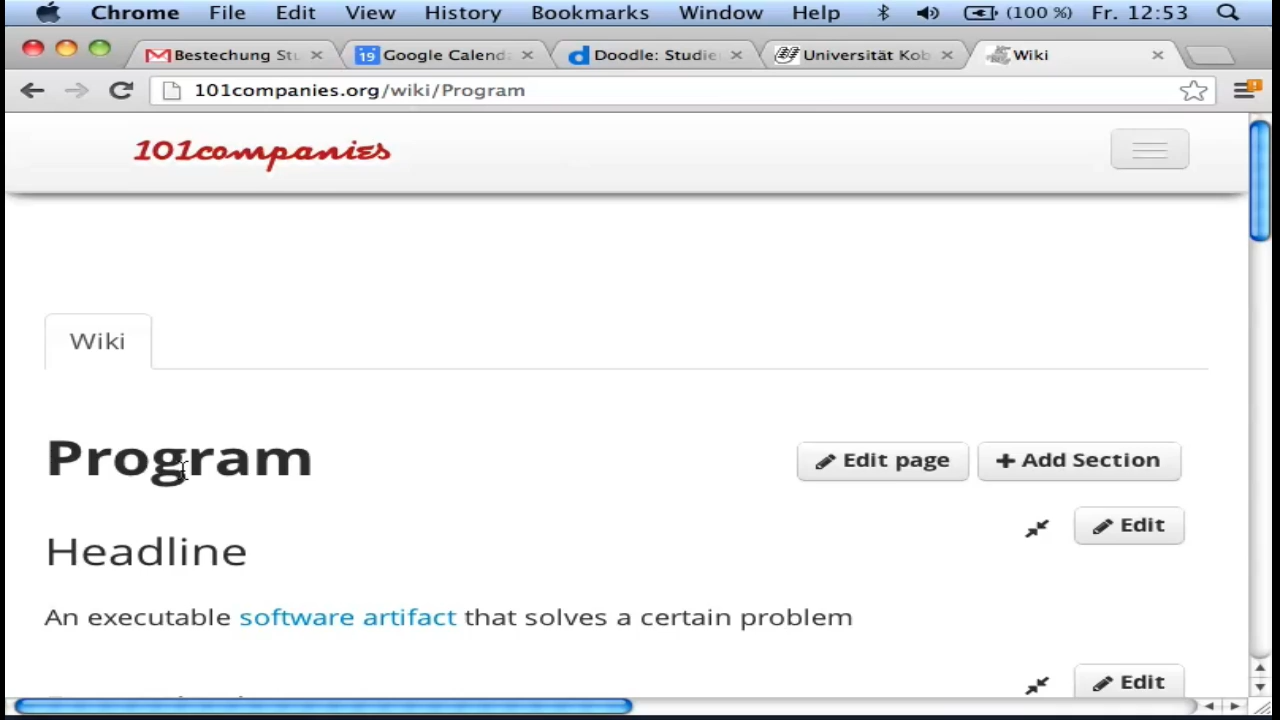 Chrome File Edit View History Bookmarks Window Help (100 %) Fr. 12:53
Bestechung Stu Google Calend Doodle: Studie Universität Kob Wiki
19
101companies.org/wiki/Program
101companies
Wiki
Program
Edit page
Add Section
Headline
Edit
An executable software artifact that solves a certain problem
Edit